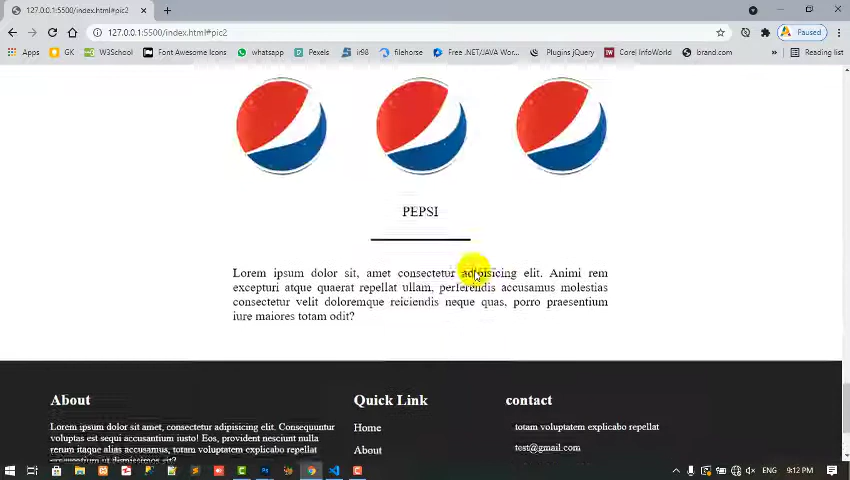 127.0.0.1:5500/index.html#pic2
127.0.0.1:5500/index.html#pic2
Paused
Apps
GK
W3School
Font Awesome Icons
whatsapp
Pexels
ir98
filehorse
Free .NET/JAVA Wor...
Plugins jQuery
Corel InfoWorld
brand.com
»
Reading list
PEPSI
Lorem ipsum dolor sit, amet consectetur adipisicing elit. Animi rem
excepturi atque quaerat repellat ullam, perferendis accusamus molestias
consectetur velit doloremque reiciendis neque quas, porro praesentium
iure maiores totam odit?
About
Quick Link
contact
Lorem ipsum dolor sit amet, consectetur adipisicing elit. Consequuntur
voluptas est sequi accusantium iusto! Eos, provident nesciunt
rerum itaque alias accusamus, totam voluptatem
Home
About
totam voluptatem explicabo repellat
test@gmail.com
ENG
9:12 PM